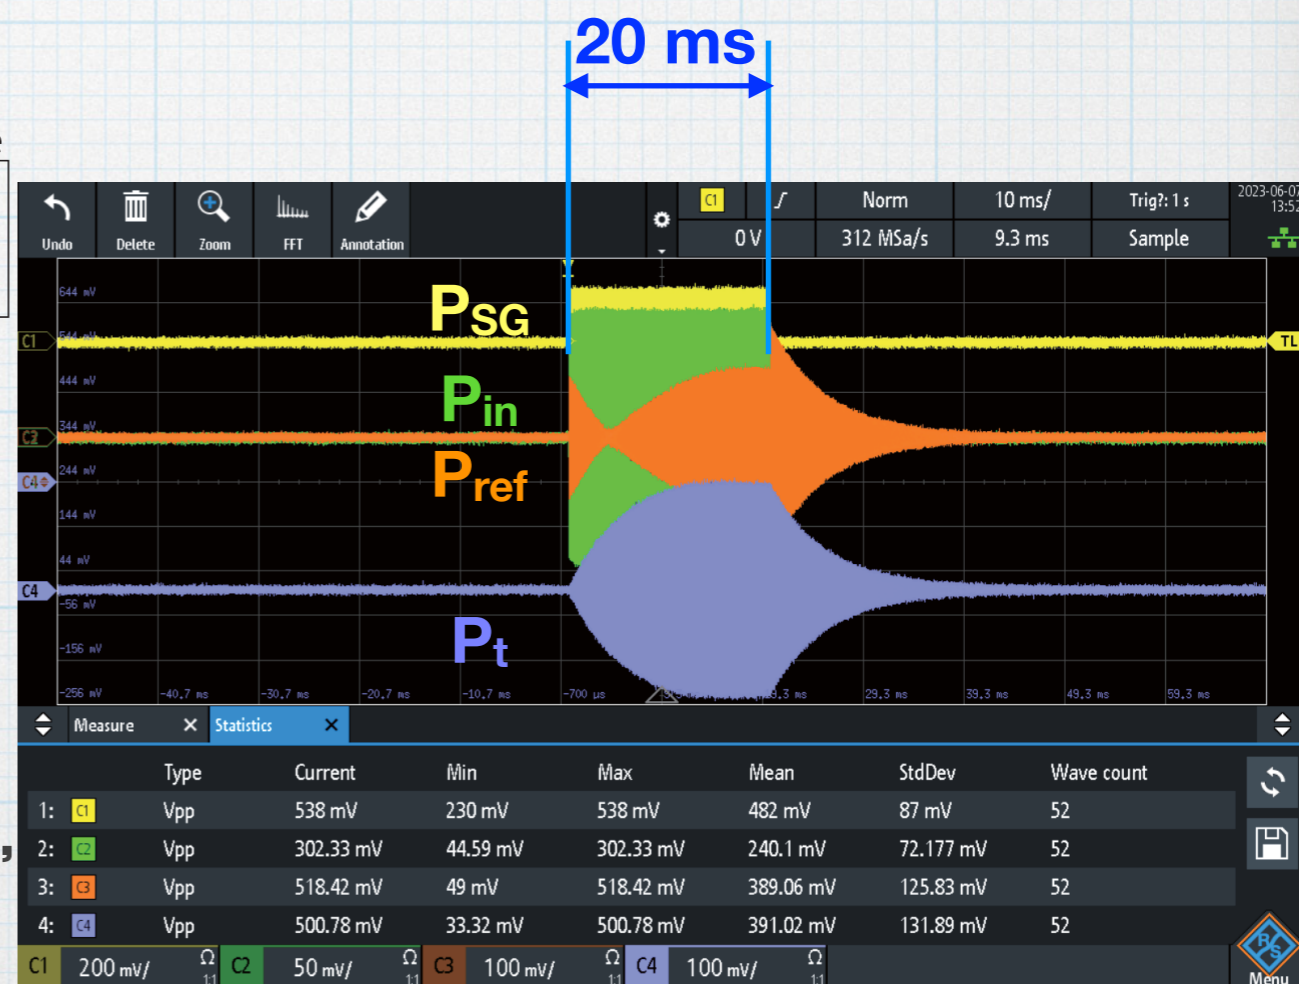 20 ms
e
Undo Delete Zoom FFT Annotation
C1 Norm 10 ms/ Trig?: 1 s 2023-06-07
13:52
0 V 312 MSa/s 9.3 ms Sample
644 mV
PSG
C1 544 mV TL
444 mV
Pin
344 mV
C2
244 mV
Pref
C4
144 mV
44 mV
C4
-56 mV
Pt
-156 mV
-256 mV -40.7 ms -30.7 ms -20.7 ms -10.7 ms -700 µs 29.3 ms 39.3 ms 49.3 ms 59.3 ms
Measure X Statistics X
Type Current Min Max Mean StdDev Wave count
1: C1 Vpp 538 mV 230 mV 538 mV 482 mV 87 mV 52
,
2: C2 Vpp 302.33 mV 44.59 mV 302.33 mV 240.1 mV 72.177 mV 52
3: C3 Vpp 518.42 mV 49 mV 518.42 mV 389.06 mV 125.83 mV 52
4: C4 Vpp 500.78 mV 33.32 mV 500.78 mV 391.02 mV 131.89 mV 52
C1 200 mV/ Ω 1:1 C2 50 mV/ Ω 1:1 C3 100 mV/ Ω 1:1 C4 100 mV/ Ω 1:1
R&S
Menu